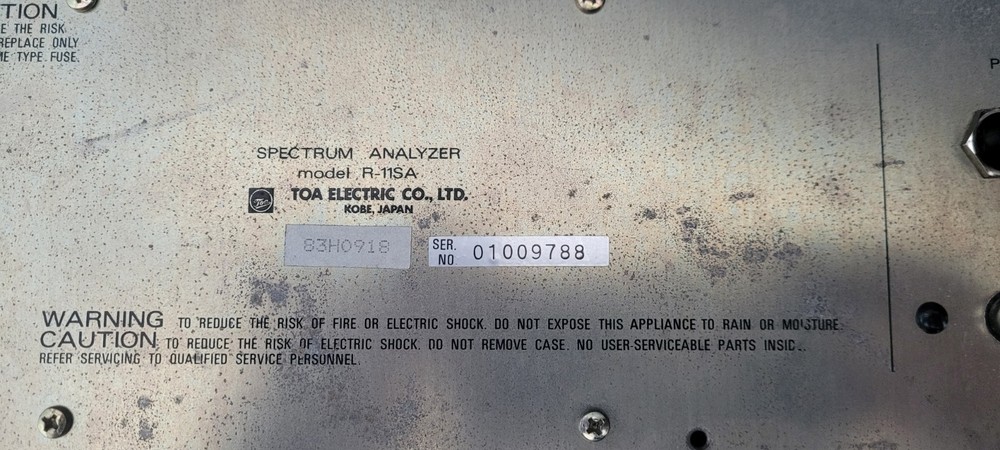 TION
E THE RISK
REPLACE ONLY
ME TYPE FUSE.
P
SPECTRUM ANALYZER
model R-11SA
TOA ELECTRIC CO., LTD.
KOBE, JAPAN
83H0918
SER. NO 01009788
WARNING TO REDUCE THE RISK OF FIRE OR ELECTRIC SHOCK. DO NOT EXPOSE THIS APPLIANCE TO RAIN OR MOISTURE.
CAUTION TO REDUCE THE RISK OF ELECTRIC SHOCK. DO NOT REMOVE CASE. NO USER-SERVICEABLE PARTS INSID..
REFER SERVICING TO QUALIFIED SERVICE PERSONNEL.